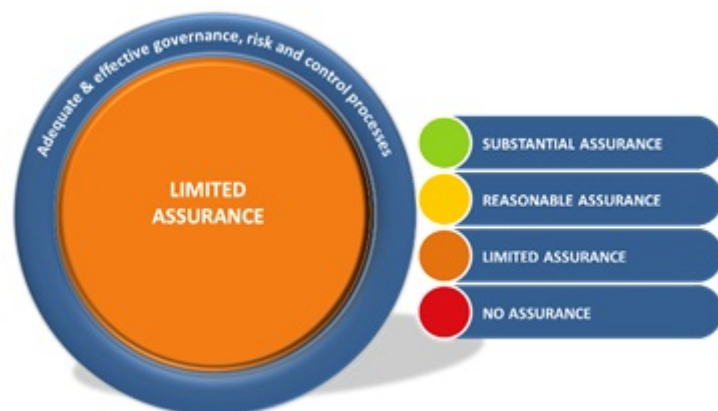 Adequate & effective governance, risk and control processes
LIMITED
ASSURANCE
SUBSTANTIAL ASSURANCE
REASONABLE ASSURANCE
LIMITED ASSURANCE
NO ASSURANCE